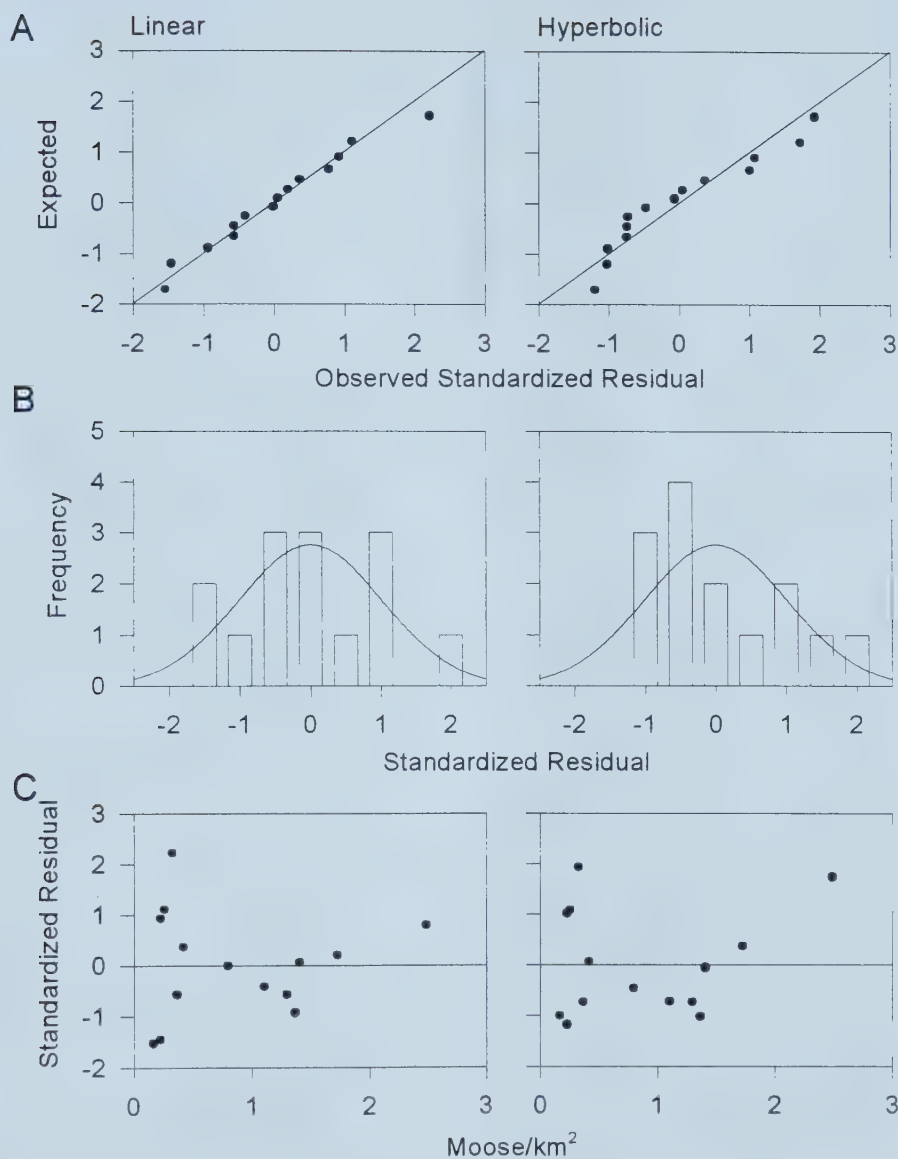 A
Linear
Hyperbolic
Expected
3
2
1
0
-1
-2
-2 -1 0 1 2 3
-2 -1 0 1 2 3
Observed Standardized Residual
B
Frequency
5
4
3
2
1
0
-2 -1 0 1 2
-2 -1 0 1 2
Standardized Residual
C
Standardized Residual
3
2
1
0
-1
-2
0 1 2 3
0 1 2 3
Moose/km²